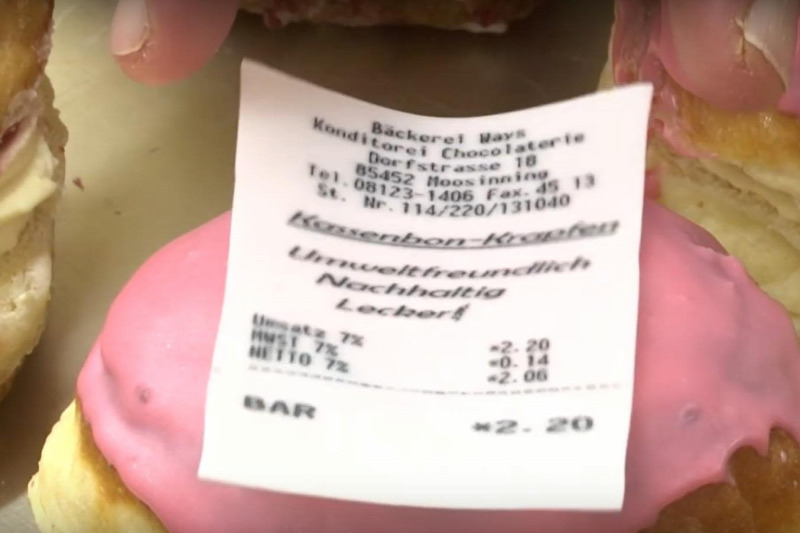 Bäckerei Ways
Konditorei Chocolaterie
Dorfstrasse 18
85452 Moosinning
Tel. 08123-1406 Fax. 45 13
St. Nr. 114/220/131040
Kassenbon-Krapfen
Umweltfreundlich
Nachhaltig
Lecker!
Umsatz 7% *2.20
MWST 7% *0.14
NETTO 7% *2.06
BAR *2.20